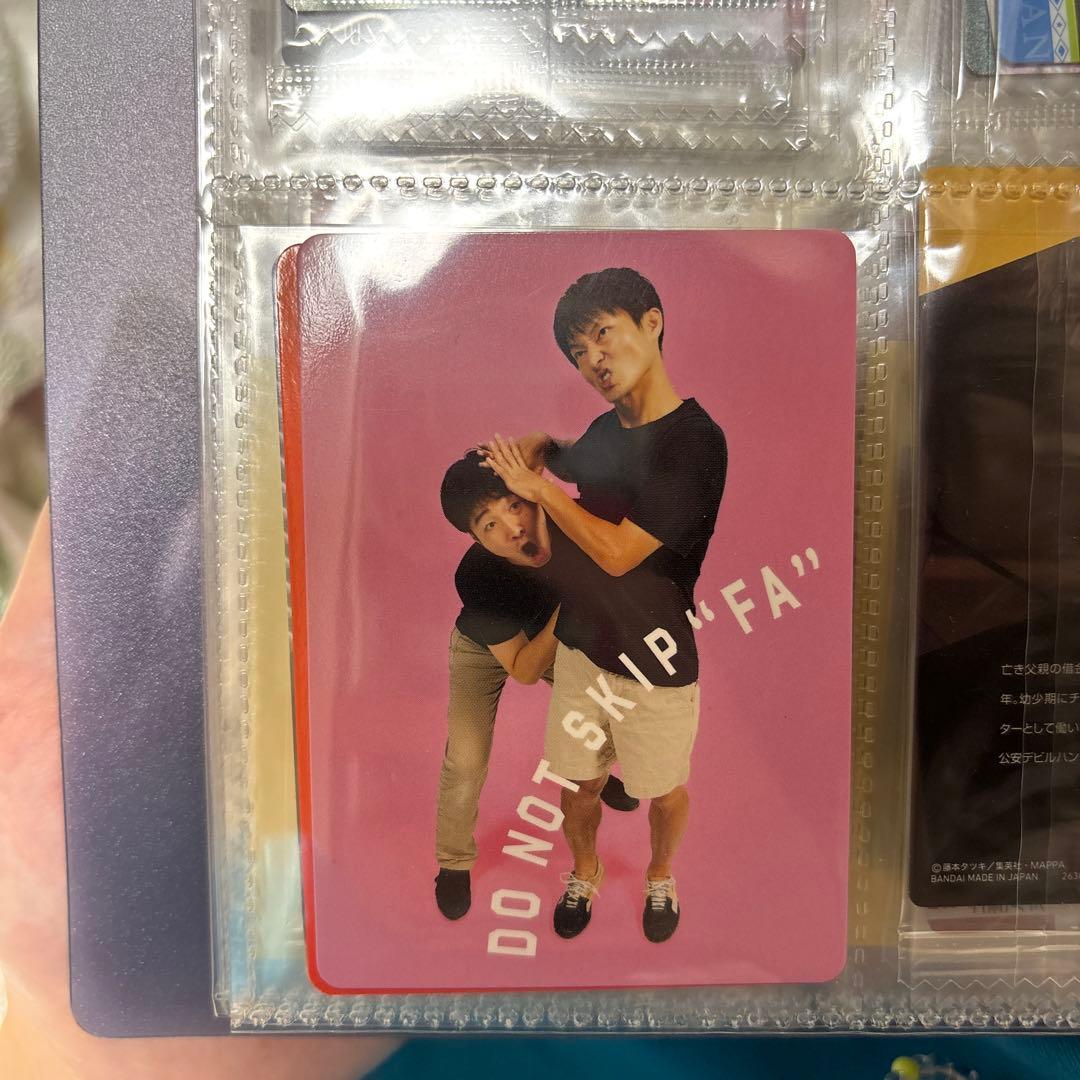 AN
DO NOT SKIP “FA”
亡き父親の借金
年。幼少期にチ
ターとして働い
公安デビルハン
©藤本タツキ／集英社・MAPPA
BANDAI MADE IN JAPAN 263